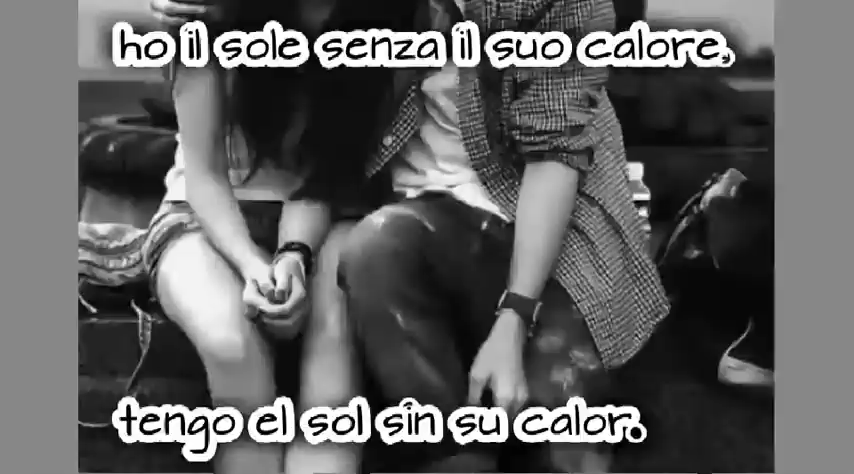 ho il sole senza il suo calore,
tengo el sol sin su calor.